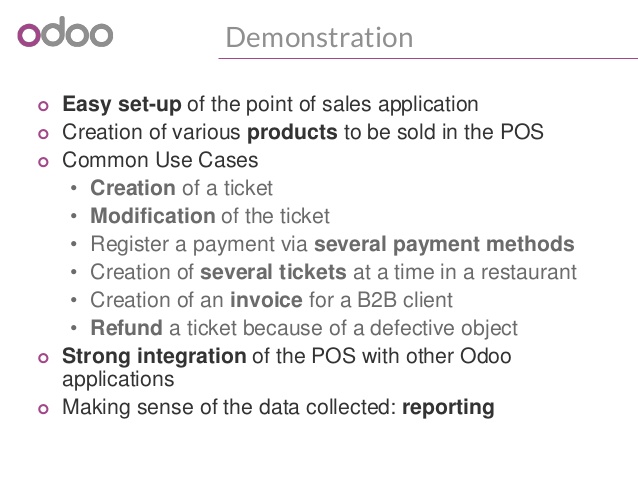 odoo
Demonstration
Easy set-up of the point of sales application
Creation of various products to be sold in the POS
Common Use Cases
• Creation of a ticket
• Modification of the ticket
• Register a payment via several payment methods
• Creation of several tickets at a time in a restaurant
• Creation of an invoice for a B2B client
• Refund a ticket because of a defective object
Strong integration of the POS with other Odoo
applications
Making sense of the data collected: reporting